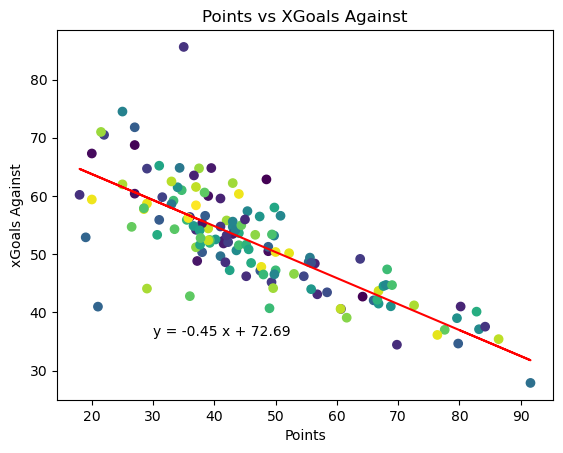 Points vs XGoals Against
80
70
60
50
40
30
xGoals Against
y = -0.45 x + 72.69
20 30 40 50 60 70 80 90
Points